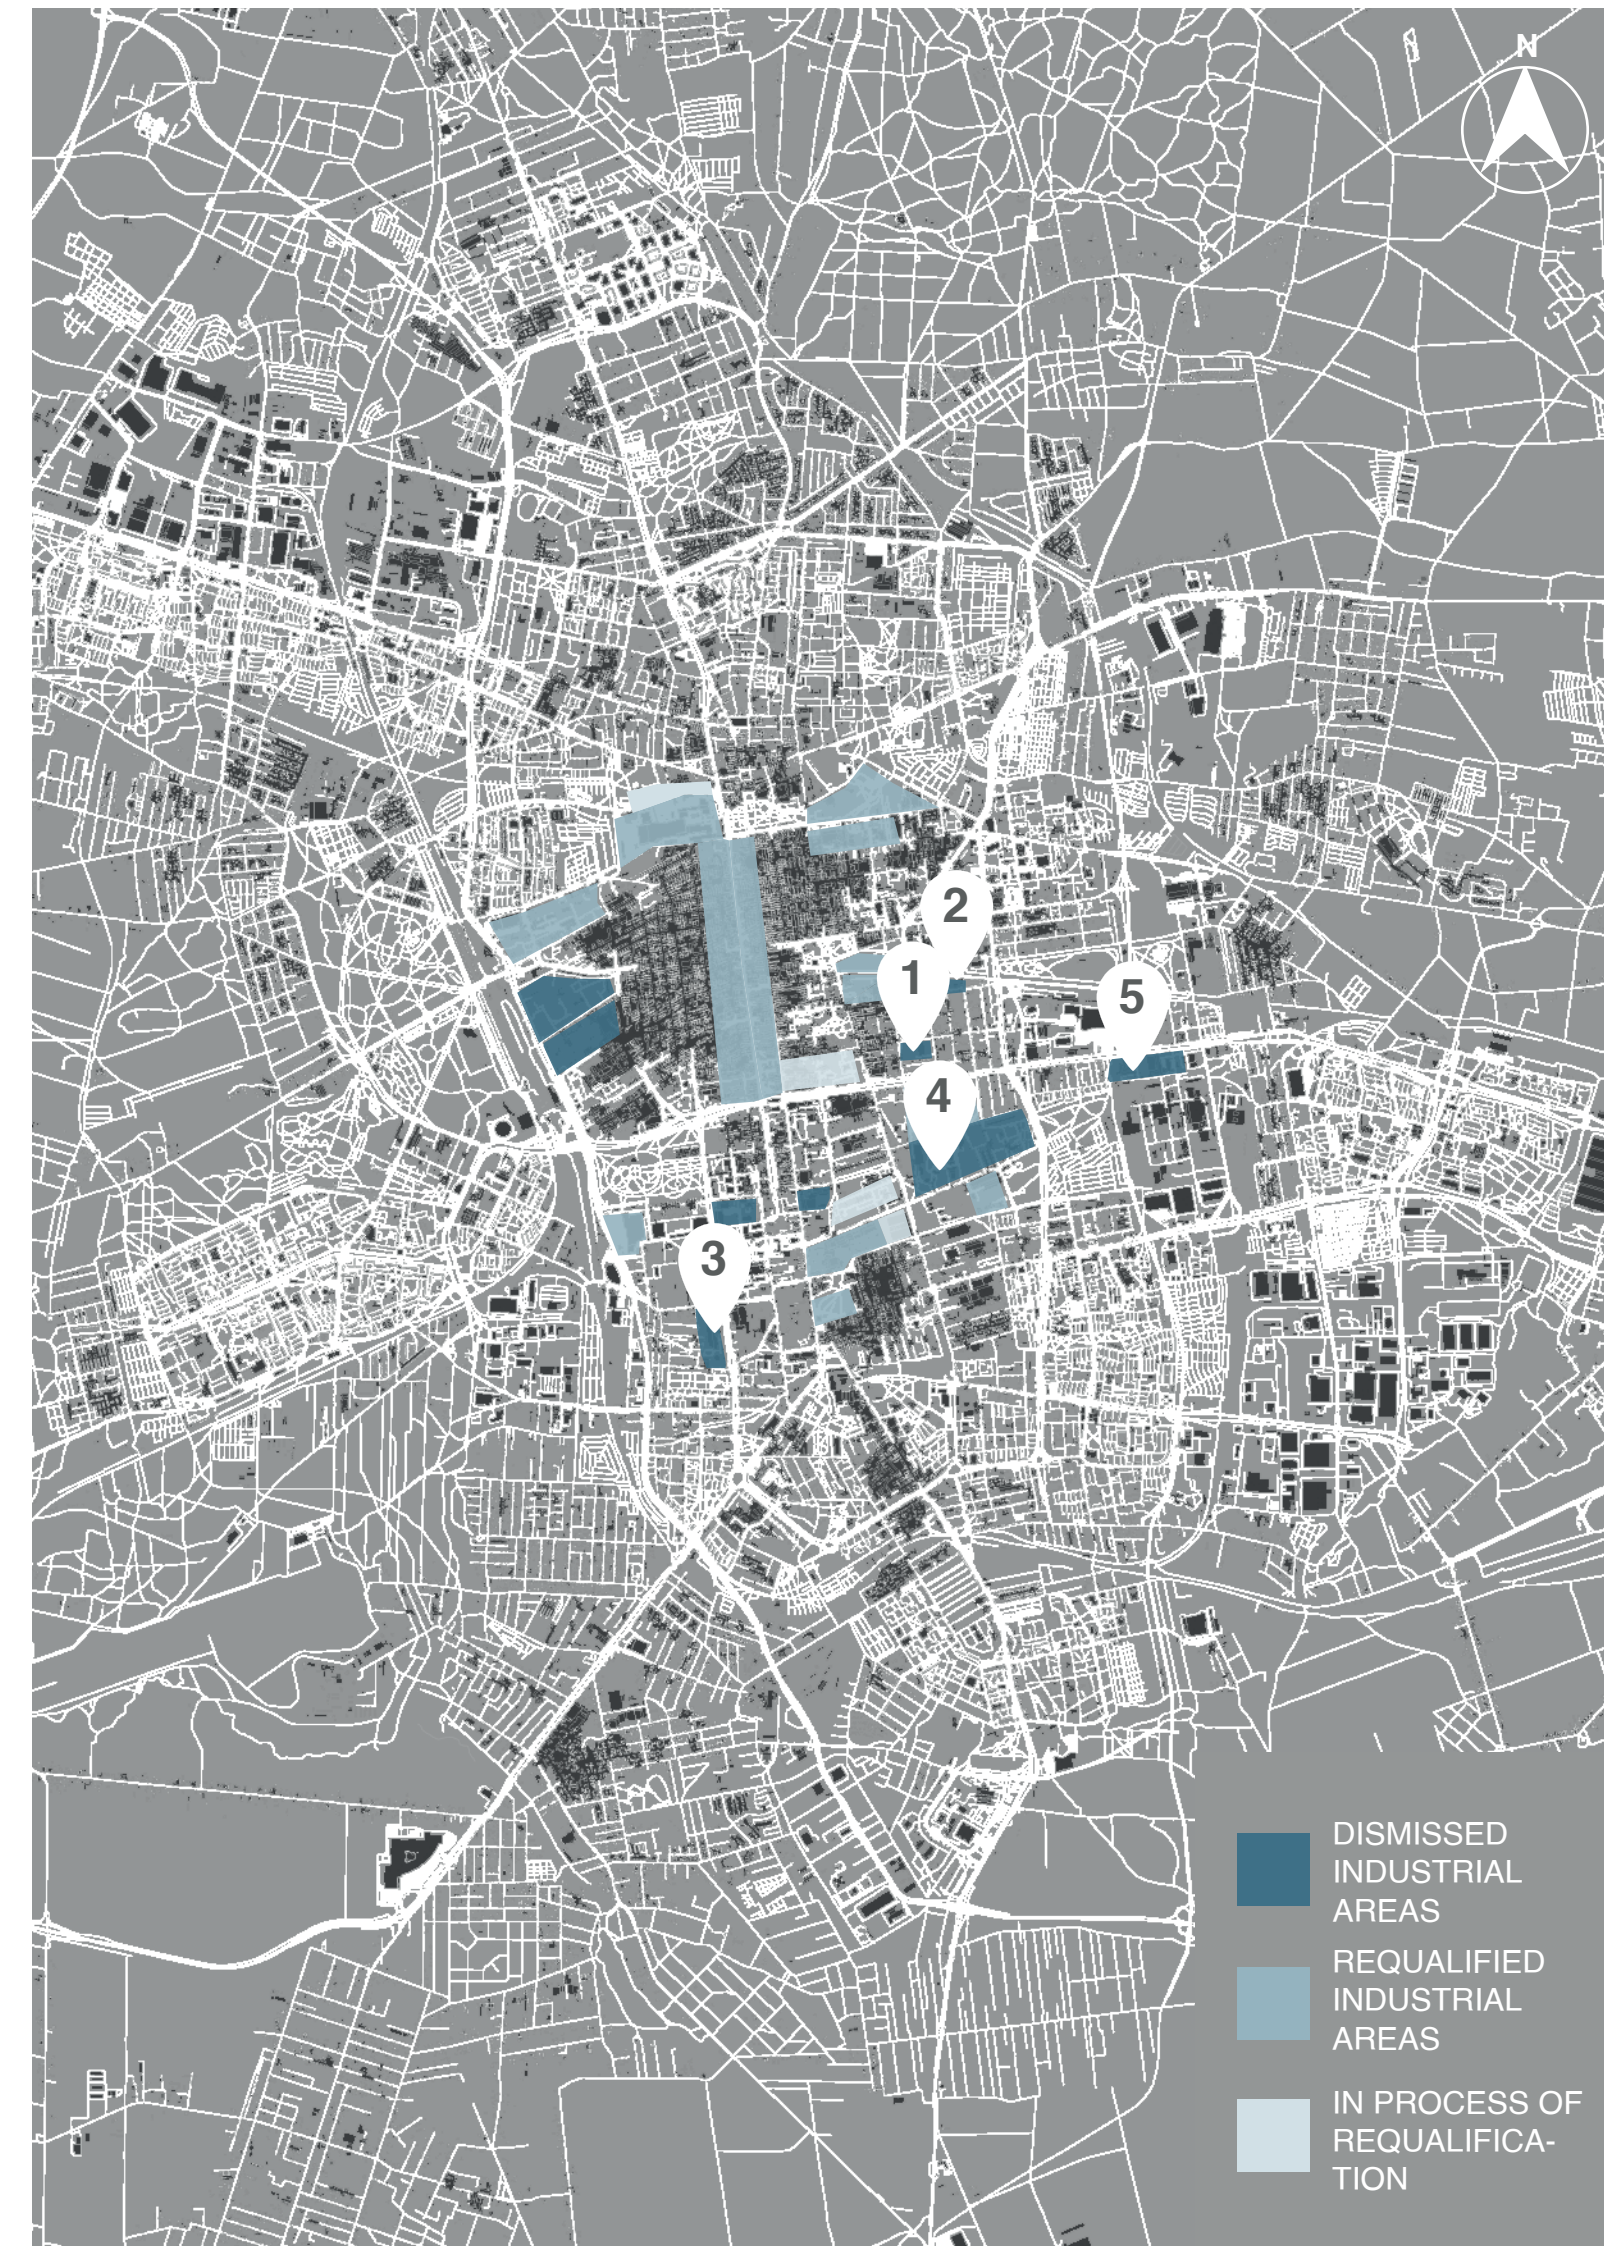 N
2
1
5
4
3
DISMISSED
INDUSTRIAL
AREAS
REQUALIFIED
INDUSTRIAL
AREAS
IN PROCESS OF
REQUALIFICA-
TION